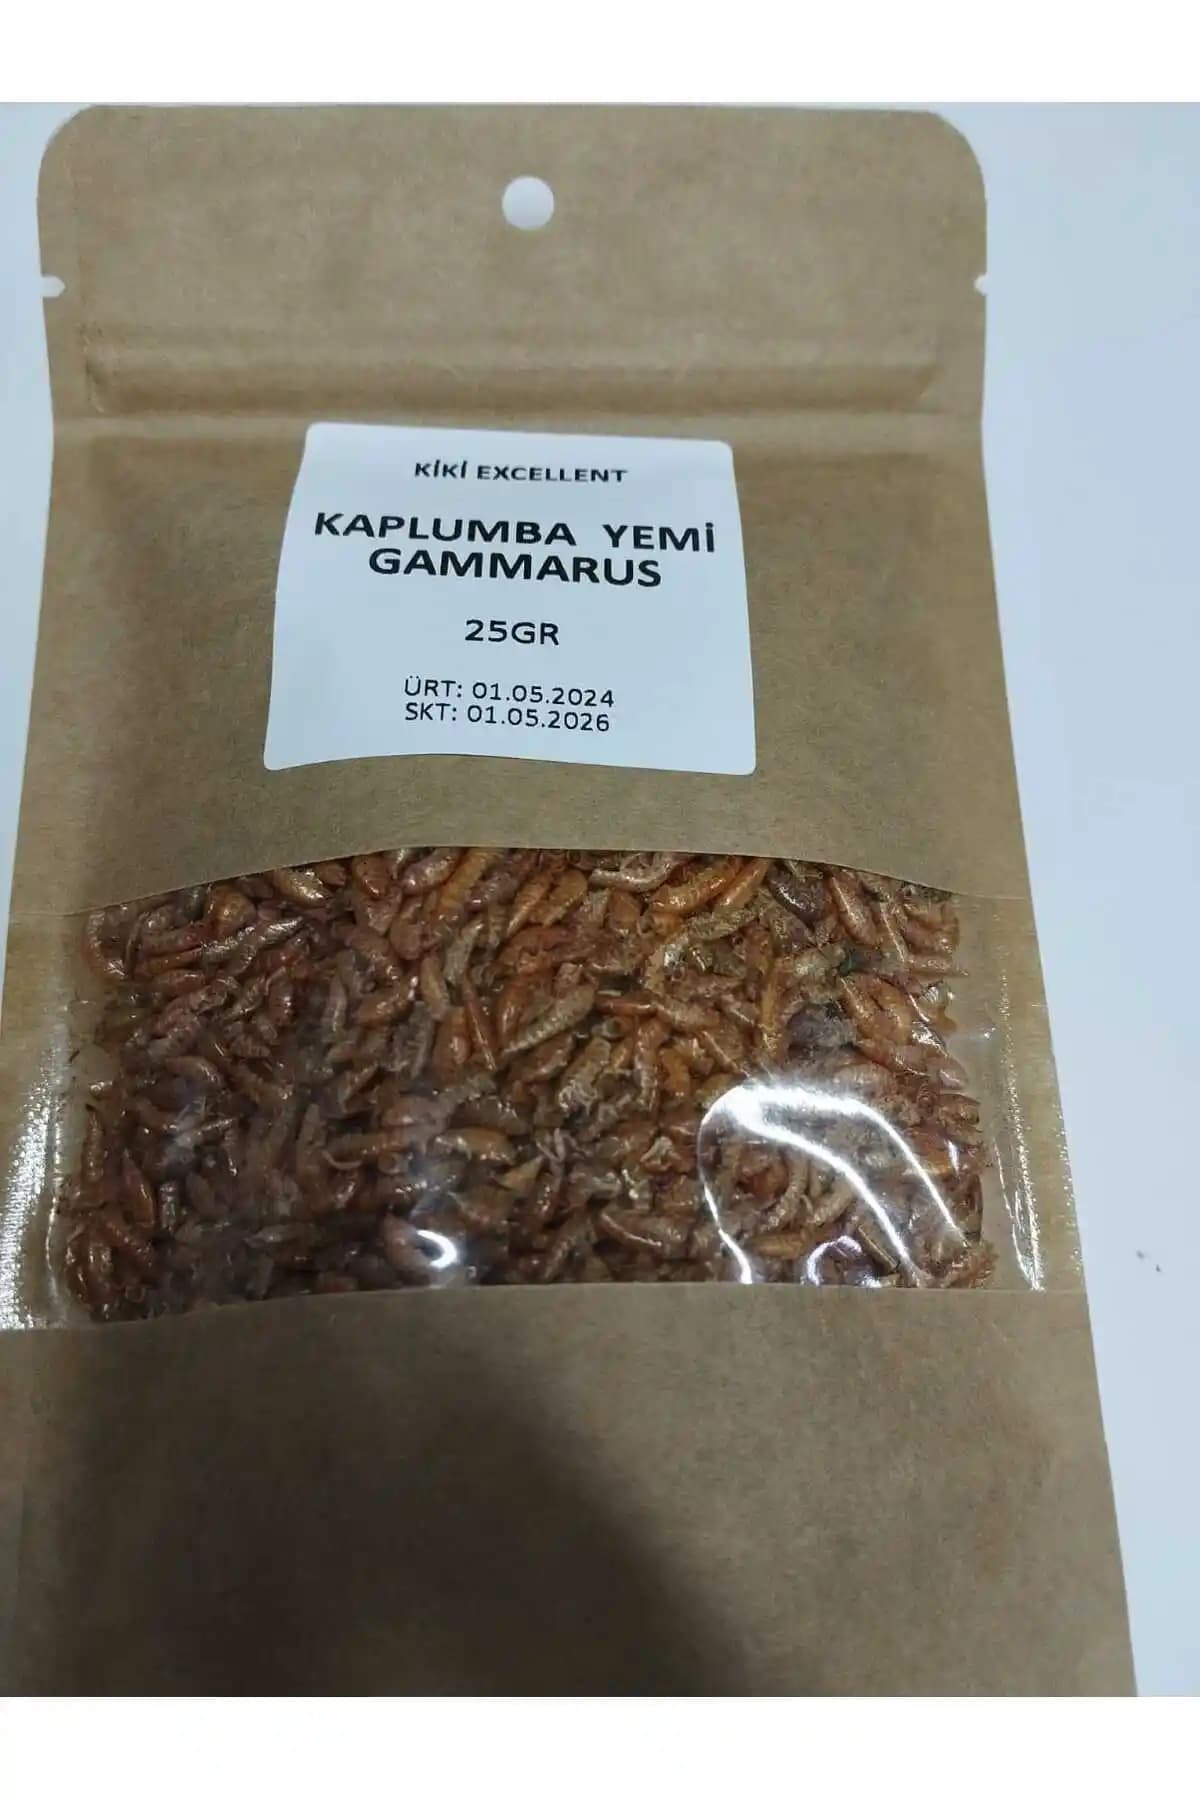 KİKİ EXCELLENT
KAPLUMBA YEMİ
GAMMARUS
25GR
ÜRT: 01.05.2024
SKT: 01.05.2026